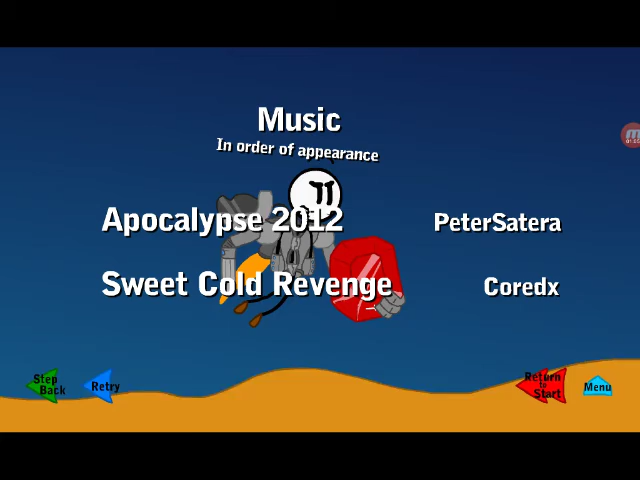 Music
In order of appearance
Apocalypse 2012 PeterSatera
Sweet Cold Revenge Coredx
Step Back
Retry
Return to Start
Menu